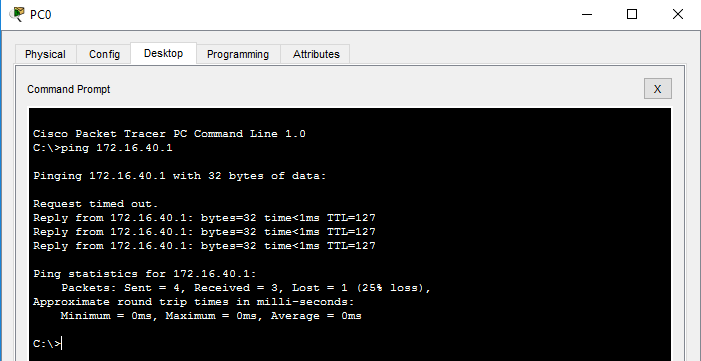 PC0
Physical Config Desktop Programming Attributes
Command Prompt X
Cisco Packet Tracer PC Command Line 1.0
C:\>ping 172.16.40.1
Pinging 172.16.40.1 with 32 bytes of data:
Request timed out.
Reply from 172.16.40.1: bytes=32 time<1ms TTL=127
Reply from 172.16.40.1: bytes=32 time<1ms TTL=127
Reply from 172.16.40.1: bytes=32 time<1ms TTL=127
Ping statistics for 172.16.40.1:
    Packets: Sent = 4, Received = 3, Lost = 1 (25% loss),
Approximate round trip times in milli-seconds:
    Minimum = 0ms, Maximum = 0ms, Average = 0ms
C:\>